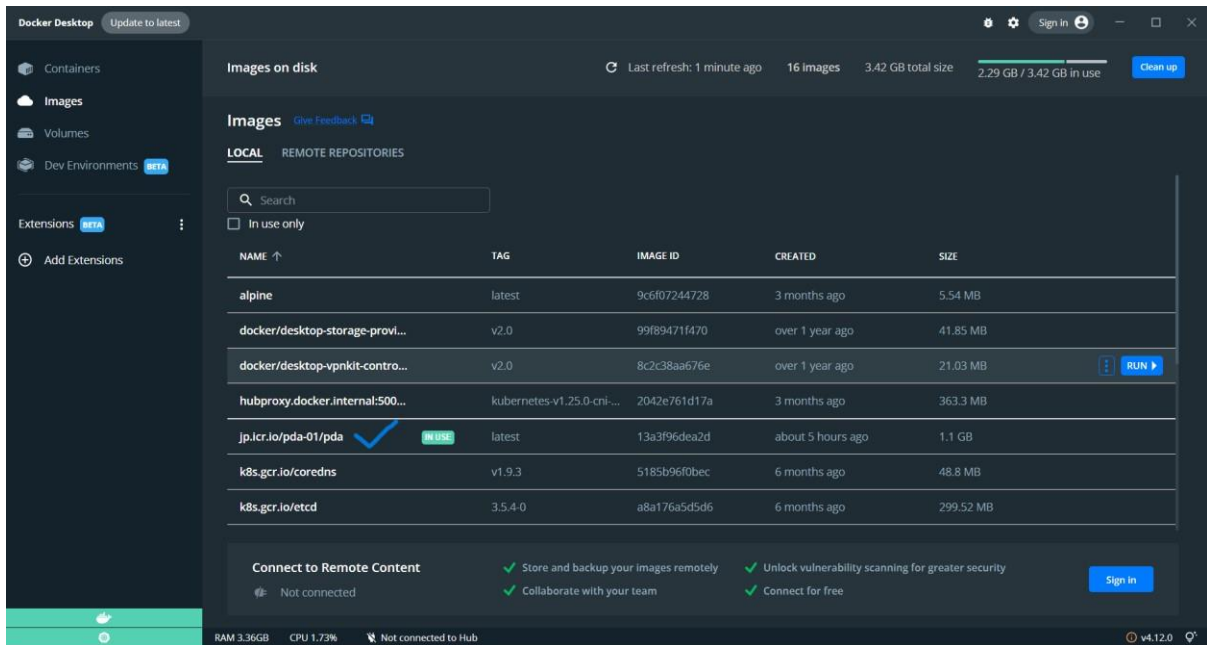 Docker Desktop Update to latest Sign in
Containers
Images
Volumes
Dev Environments BETA
Extensions BETA
Add Extensions
Images on disk Last refresh: 1 minute ago 16 images 3.42 GB total size 2.29 GB / 3.42 GB in use Clean up
Images Give Feedback
LOCAL REMOTE REPOSITORIES
Search
In use only
NAME TAG IMAGE ID CREATED SIZE
alpine latest 9c6f07244728 3 months ago 5.54 MB
docker/desktop-storage-provi... v2.0 99f89471f470 over 1 year ago 41.85 MB
docker/desktop-vpnkit-contro... v2.0 8c2c38aa676e over 1 year ago 21.03 MB RUN
hubproxy.docker.internal:500... kubernetes-v1.25.0-cni-... 2042e761d17a 3 months ago 363.3 MB
jp.icr.io/pda-01/pda IN USE latest 13a3f96dea2d about 5 hours ago 1.1 GB
k8s.gcr.io/coredns v1.9.3 5185b96f0bec 6 months ago 48.8 MB
k8s.gcr.io/etcd 3.5.4-0 a8a176a5d5d6 6 months ago 299.52 MB
Connect to Remote Content
Not connected
Store and backup your images remotely
Collaborate with your team
Unlock vulnerability scanning for greater security
Connect for free
Sign in
RAM 3.36GB CPU 1.73% Not connected to Hub v4.12.0